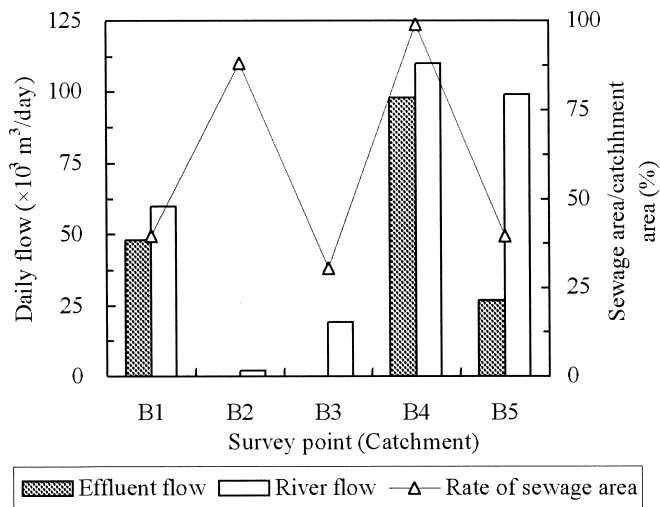 125
100
75
50
25
0
Daily flow (×10³ m³/day)
100
75
50
25
0
Sewage area/catchhment
area (%)
B1 B2 B3 B4 B5
Survey point (Catchment)
Effluent flow River flow Rate of sewage area